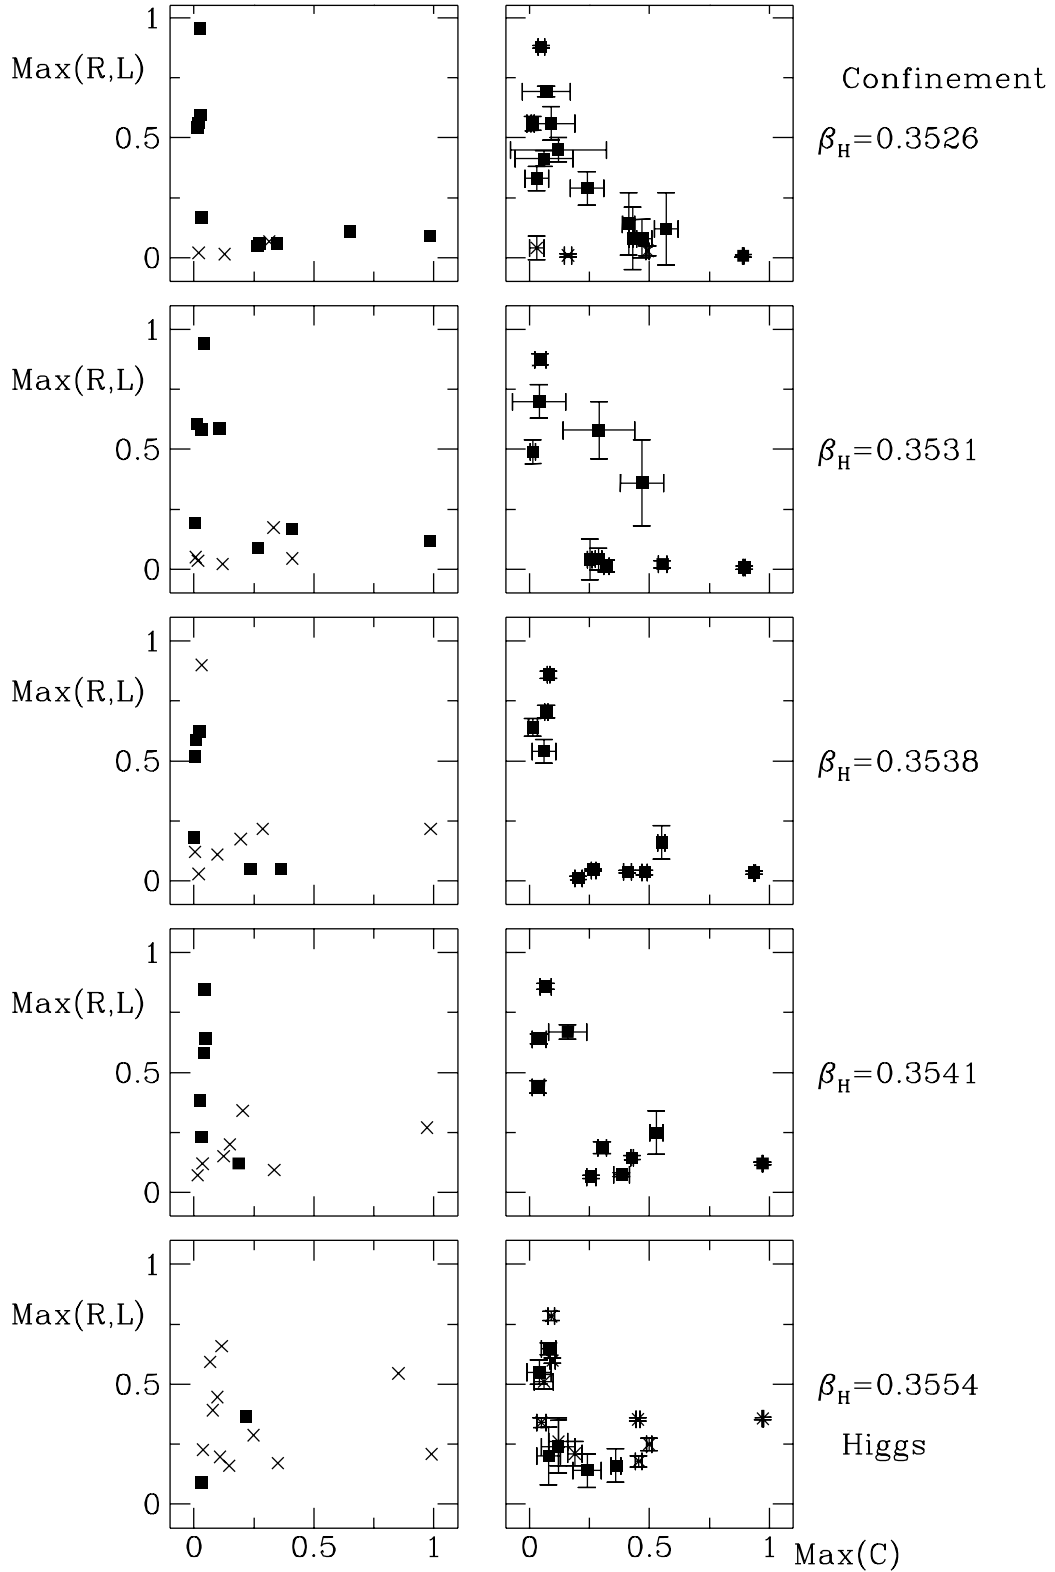 1
Max(R,L)
0.5
0
Confinement
β_H=0.3526
1
Max(R,L)
0.5
0
β_H=0.3531
1
Max(R,L)
0.5
0
β_H=0.3538
1
Max(R,L)
0.5
0
β_H=0.3541
1
Max(R,L)
0.5
0
β_H=0.3554
Higgs
0 0.5 1 0 0.5 1 Max(C)